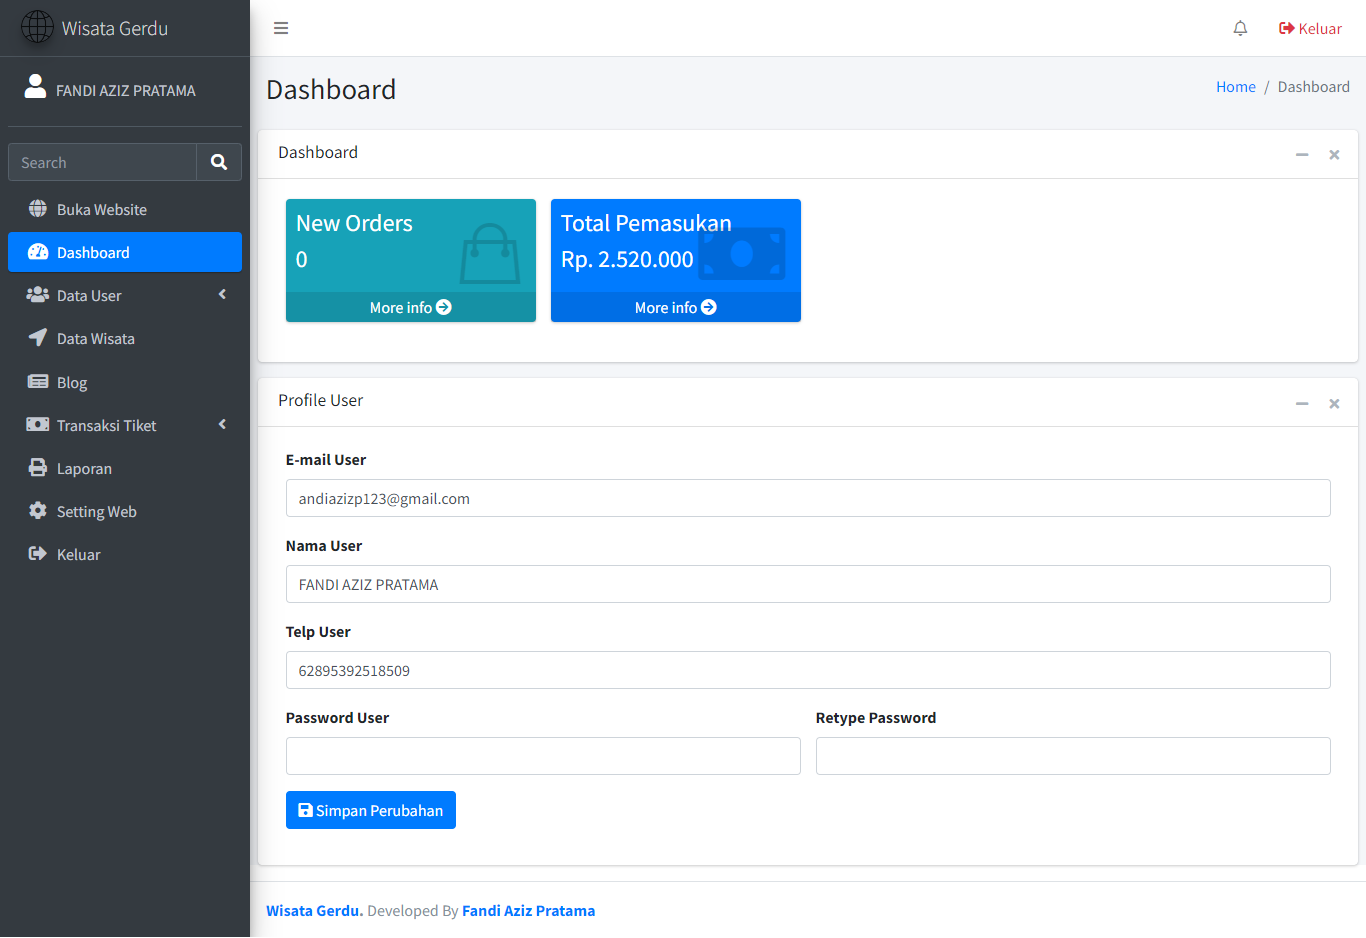 Wisata Gerdu
Keluar
FANDI AZIZ PRATAMA
Search
Buka Website
Dashboard
Data User
Data Wisata
Blog
Transaksi Tiket
Laporan
Setting Web
Keluar
Dashboard
Home / Dashboard
Dashboard
New Orders
0
More info
Total Pemasukan
Rp. 2.520.000
More info
Profile User
E-mail User
andiazizp123@gmail.com
Nama User
FANDI AZIZ PRATAMA
Telp User
62895392518509
Password User
Retype Password
Simpan Perubahan
Wisata Gerdu. Developed By Fandi Aziz Pratama